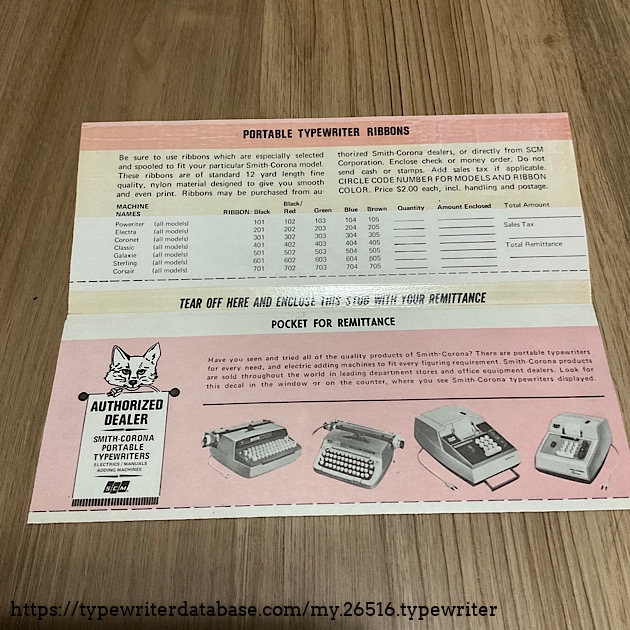 PORTABLE TYPEWRITER RIBBONS
Be sure to use ribbons which are especially selected
and spooled to fit your particular Smith-Corona model.
These ribbons are of standard 12 yard length fine
quality, nylon material designed to give you smooth
and even print. Ribbons may be purchased from au-
thorized Smith-Corona dealers, or directly from SCM
Corporation. Enclose check or money order. Do not
send cash or stamps. Add sales tax if applicable.
CIRCLE CODE NUMBER FOR MODELS AND RIBBON
COLOR. Price $2.00 each, incl. handling and postage.
MACHINE NAMES RIBBON: Black Black/Red Green Blue Brown Quantity Amount Enclosed Total Amount
Poweriter (all models) 101 102 103 104 105
Electra (all models) 201 202 203 204 205 Sales Tax
Coronet (all models) 301 302 303 304 305
Classic (all models) 401 402 403 404 405 Total Remittance
Galaxie (all models) 501 502 503 504 505
Sterling (all models) 601 602 603 604 605
Corsair (all models) 701 702 703 704 705
TEAR OFF HERE AND ENCLOSE THIS STUB WITH YOUR REMITTANCE
POCKET FOR REMITTANCE
Have you seen and tried all of the quality products of Smith-Corona? There are portable typewriters
for every need, and electric adding machines to fit every figuring requirement. Smith-Corona products
are sold throughout the world in leading department stores and office equipment dealers. Look for
this decal in the window or on the counter, where you see Smith-Corona typewriters displayed.
AUTHORIZED
DEALER
SMITH-CORONA
PORTABLE
TYPEWRITERS
ELECTRICS / MANUALS
ADDING MACHINES
SCM
https://typewriterdatabase.com/my.26516.typewriter